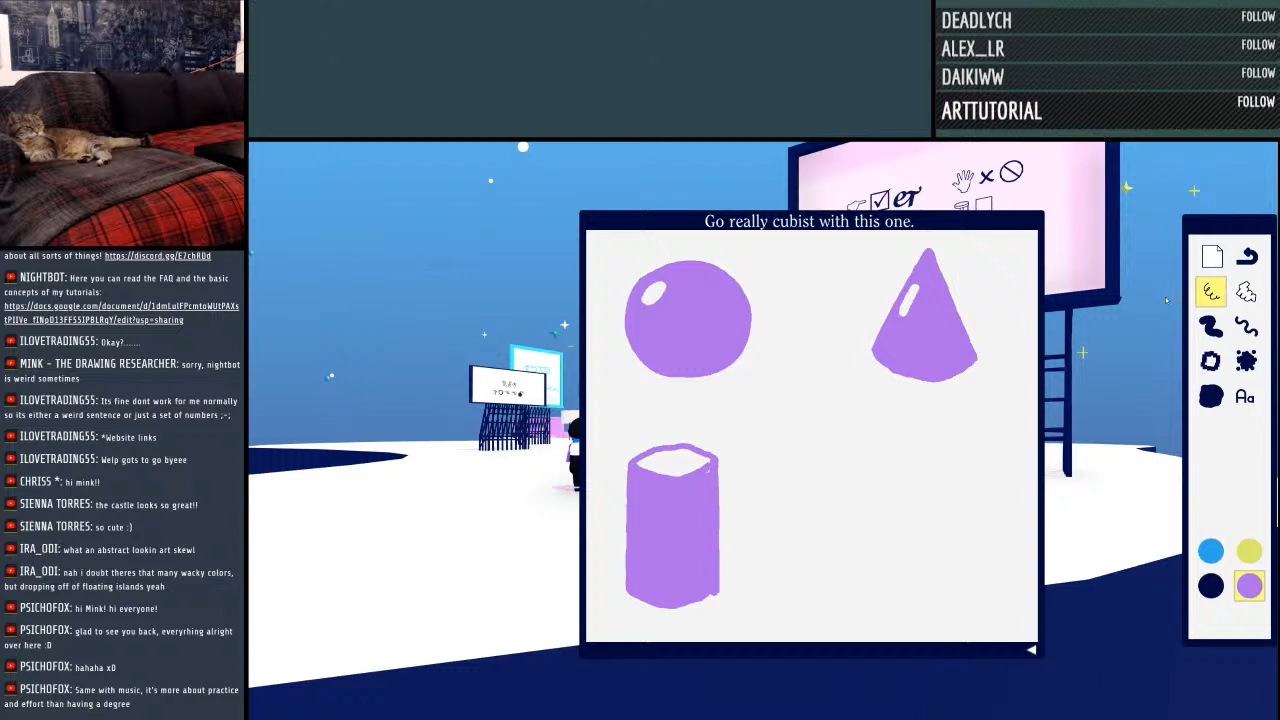 DEADLYCH FOLLOW
ALEX_LR FOLLOW
DAIKIWW FOLLOW
ARTTUTORIAL FOLLOW
about all sorts of things! https://discord.gg/E7chRDd
NIGHTBOT: Here you can read the FAQ and the basic
concepts of my tutorials:
NIGHTBOT55: 
ILOVETRADING55: Okay?.......
MINK - THE DRAWING RESEARCHER: sorry, nightbot
is weird sometimes
ILOVETRADING55: Its fine dont work for me normally
so its either a weird sentence or just a set of numbers ;-;
ILOVETRADING55: *Website links
ILOVETRADING55: Welp gots to go byeee
CHRISS *: hi mink!!
SIENNA TORRES: the castle looks so great!!
SIENNA TORRES: so cute :)
IRA_ODI: what an abstract lookin art skewl
IRA_ODI: nah i doubt theres that many wacky colors,
but dropping off of floating islands yeah
PSICHOFOX: hi Mink! hi everyone!
PSICHOFOX: glad to see you back, everyrhing alright
over here :D
PSICHOFOX: hahaha xD
PSICHOFOX: Same with music, it's more about practice
and effort than having a degree
er
Go really cubist with this one.
Aa